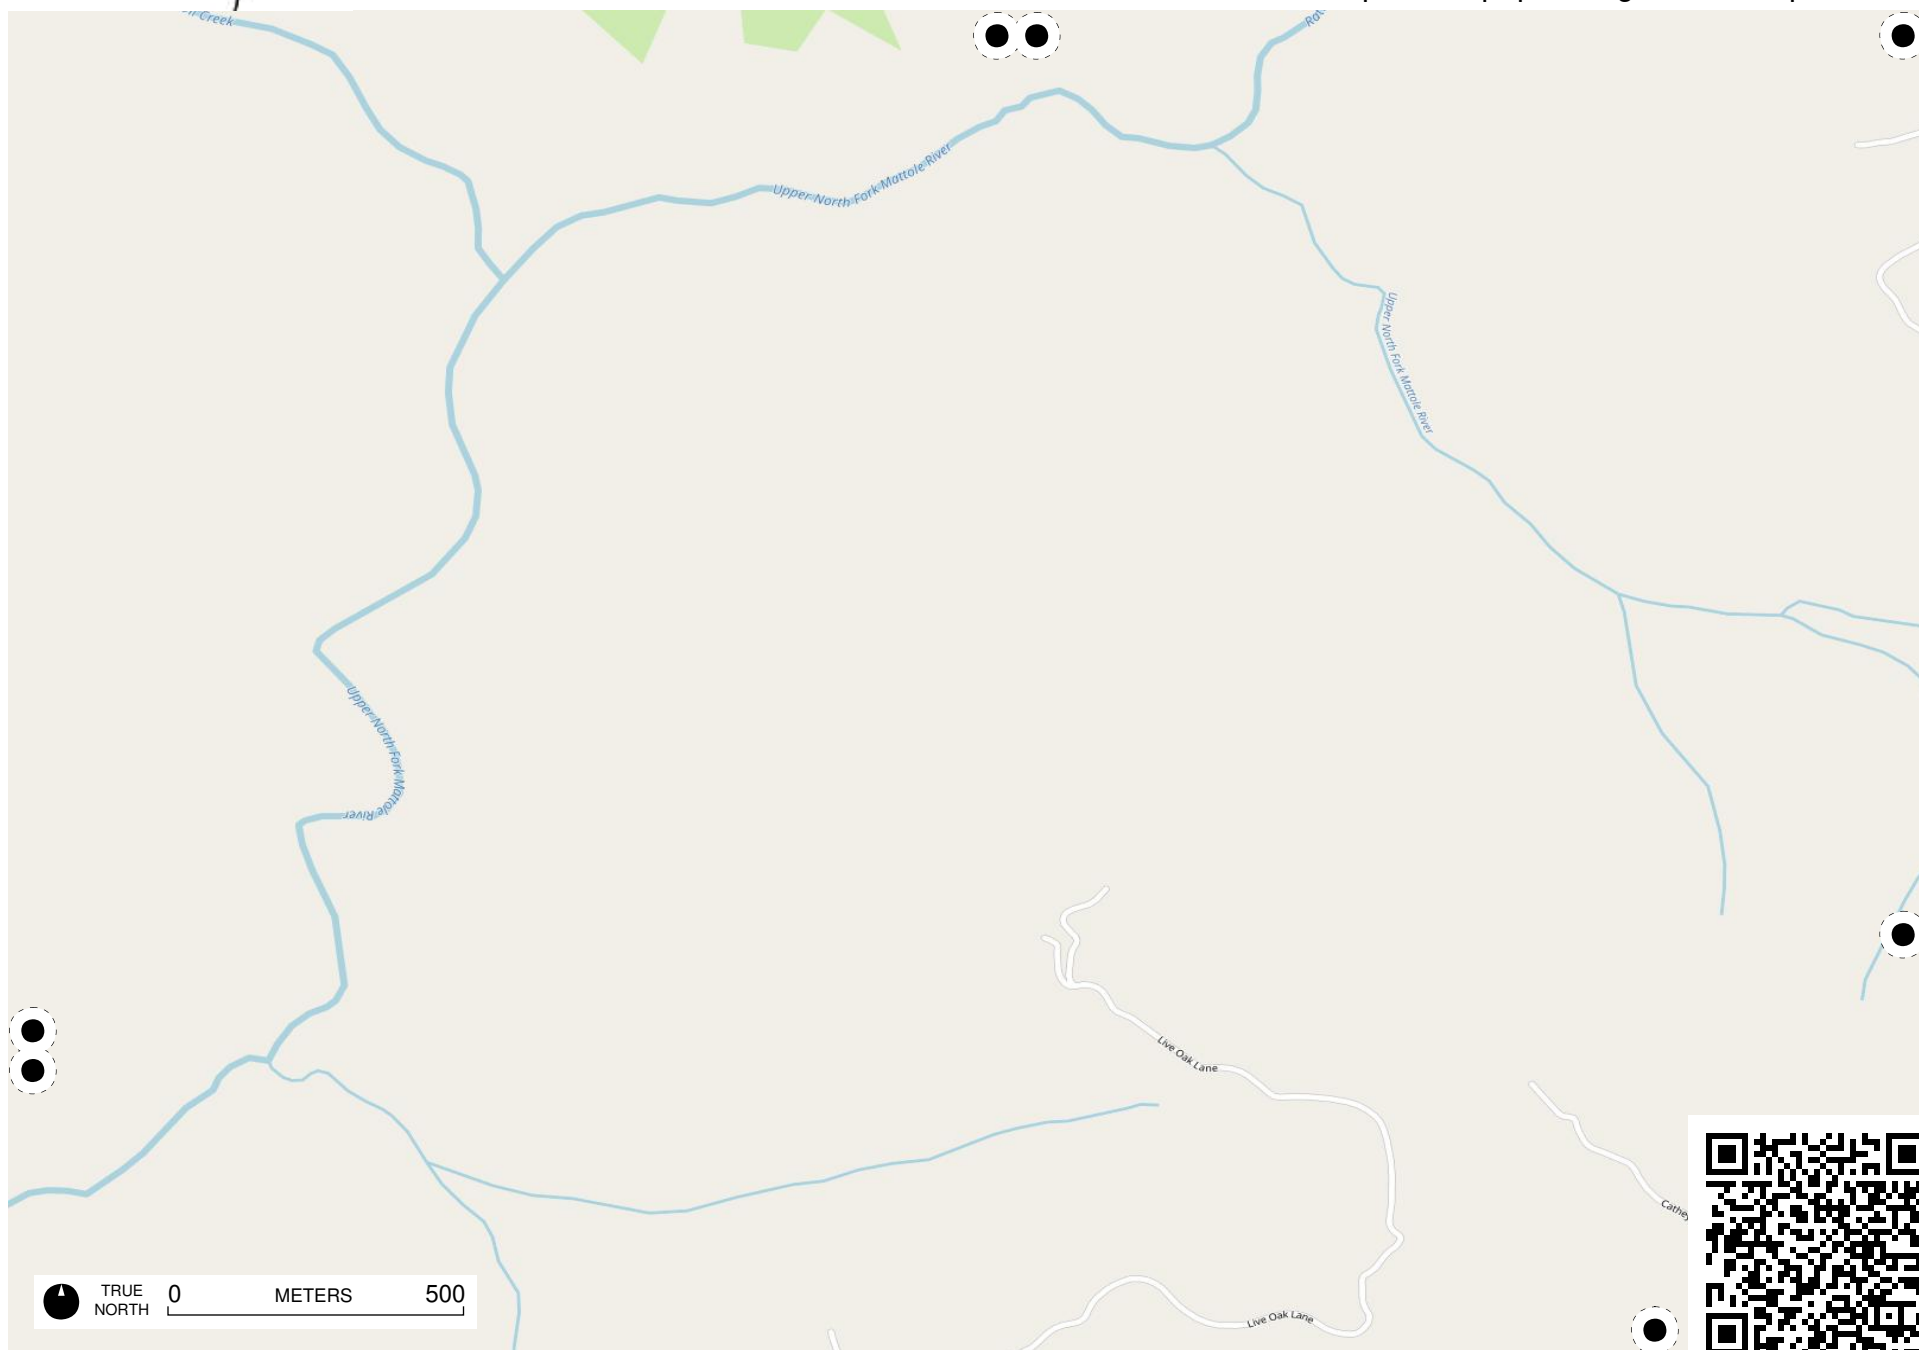 Creek
Upper North Fork Mattole River
Upper North Fork Mattole River
Upper North Fork Mattole River
Live Oak Lane
Live Oak Lane
TRUE
NORTH
0 METERS 500